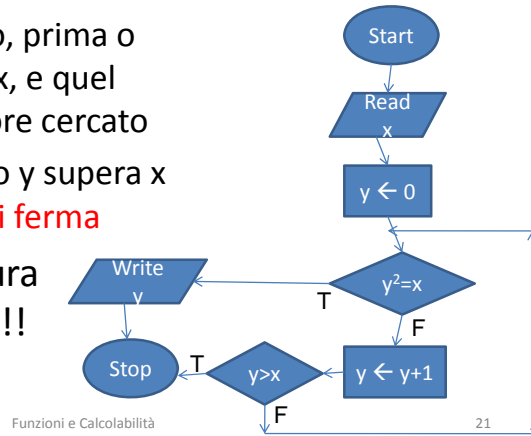 o, prima o
x, e quel
ore cercato
o y supera x
i ferma
ura
!!
Start
Read
x
y ← 0
y²=x
T
F
Write
y
y ← y+1
y>x
T
F
Stop
Funzioni e Calcolabilità
21